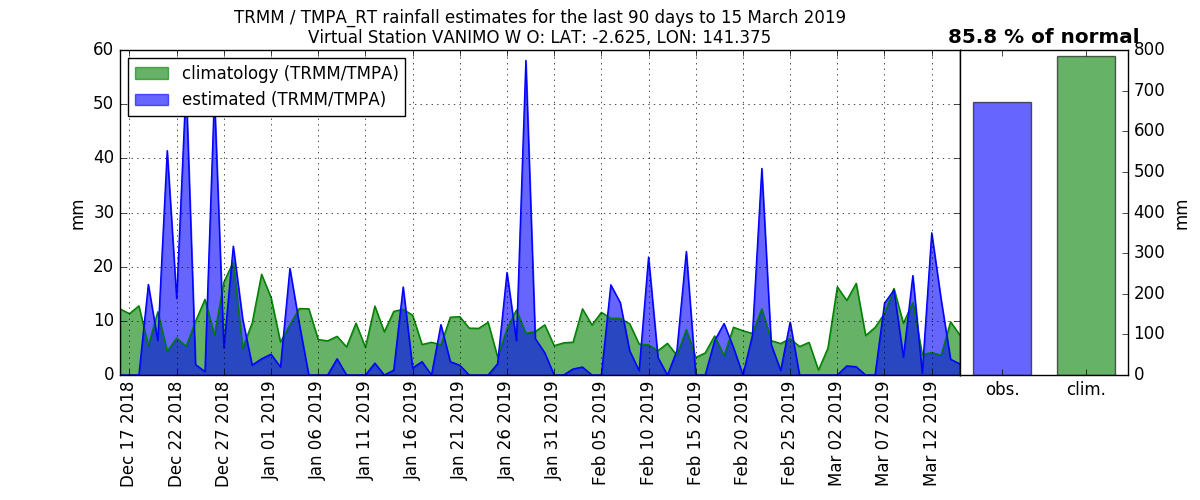 TRMM / TMPA_RT rainfall estimates for the last 90 days to 15 March 2019
Virtual Station VANIMO W O: LAT: -2.625, LON: 141.375
85.8 % of normal
climatology (TRMM/TMPA)
estimated (TRMM/TMPA)
60
50
40
30
20
10
0
mm
Dec 17 2018
Dec 22 2018
Dec 27 2018
Jan 01 2019
Jan 06 2019
Jan 11 2019
Jan 16 2019
Jan 21 2019
Jan 26 2019
Jan 31 2019
Feb 05 2019
Feb 10 2019
Feb 15 2019
Feb 20 2019
Feb 25 2019
Mar 02 2019
Mar 07 2019
Mar 12 2019
obs.
clim.
800
700
600
500
400
300
200
100
0
mm